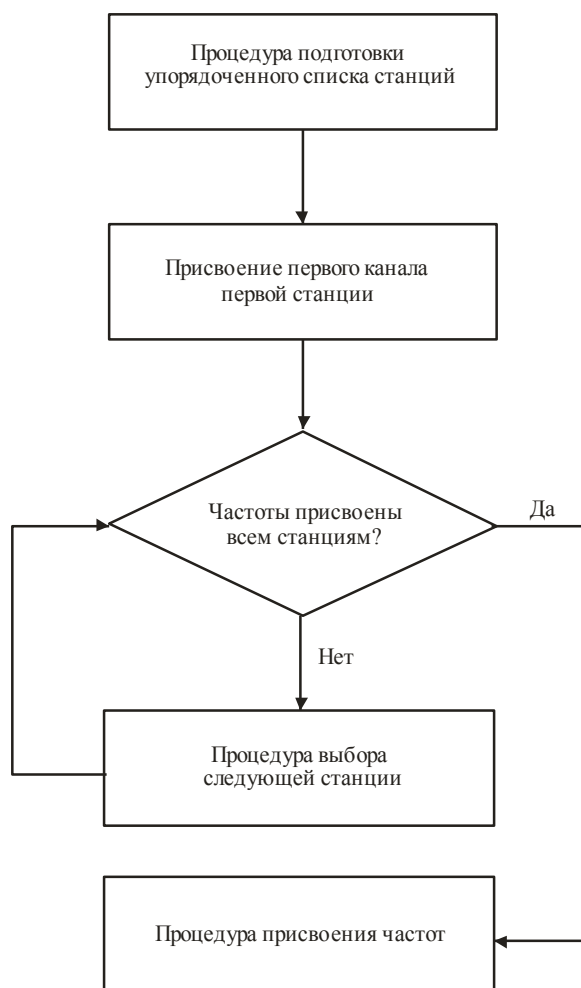 Процедура подготовки
упорядоченного списка станций
Присвоение первого канала
первой станции
Частоты присвоены
всем станциям?
Да
Нет
Процедура выбора
следующей станции
Процедура присвоения частот